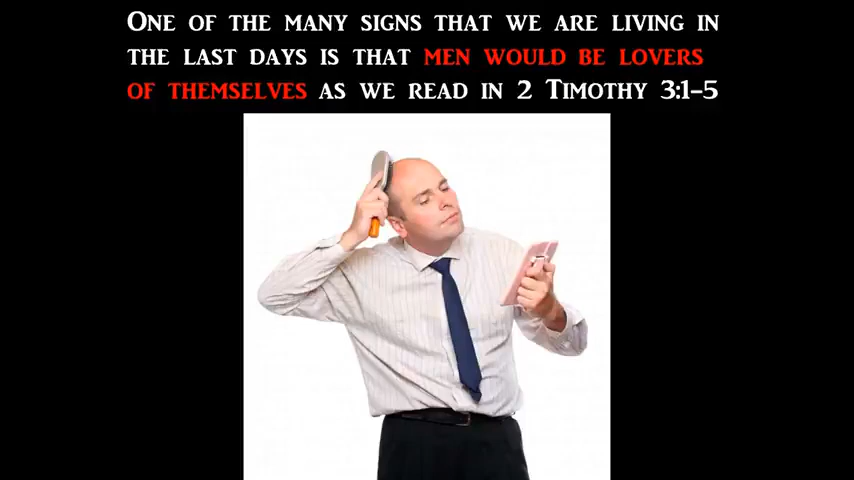 One of the many signs that we are living in
the last days is that men would be lovers
of themselves as we read in 2 Timothy 3:1-5